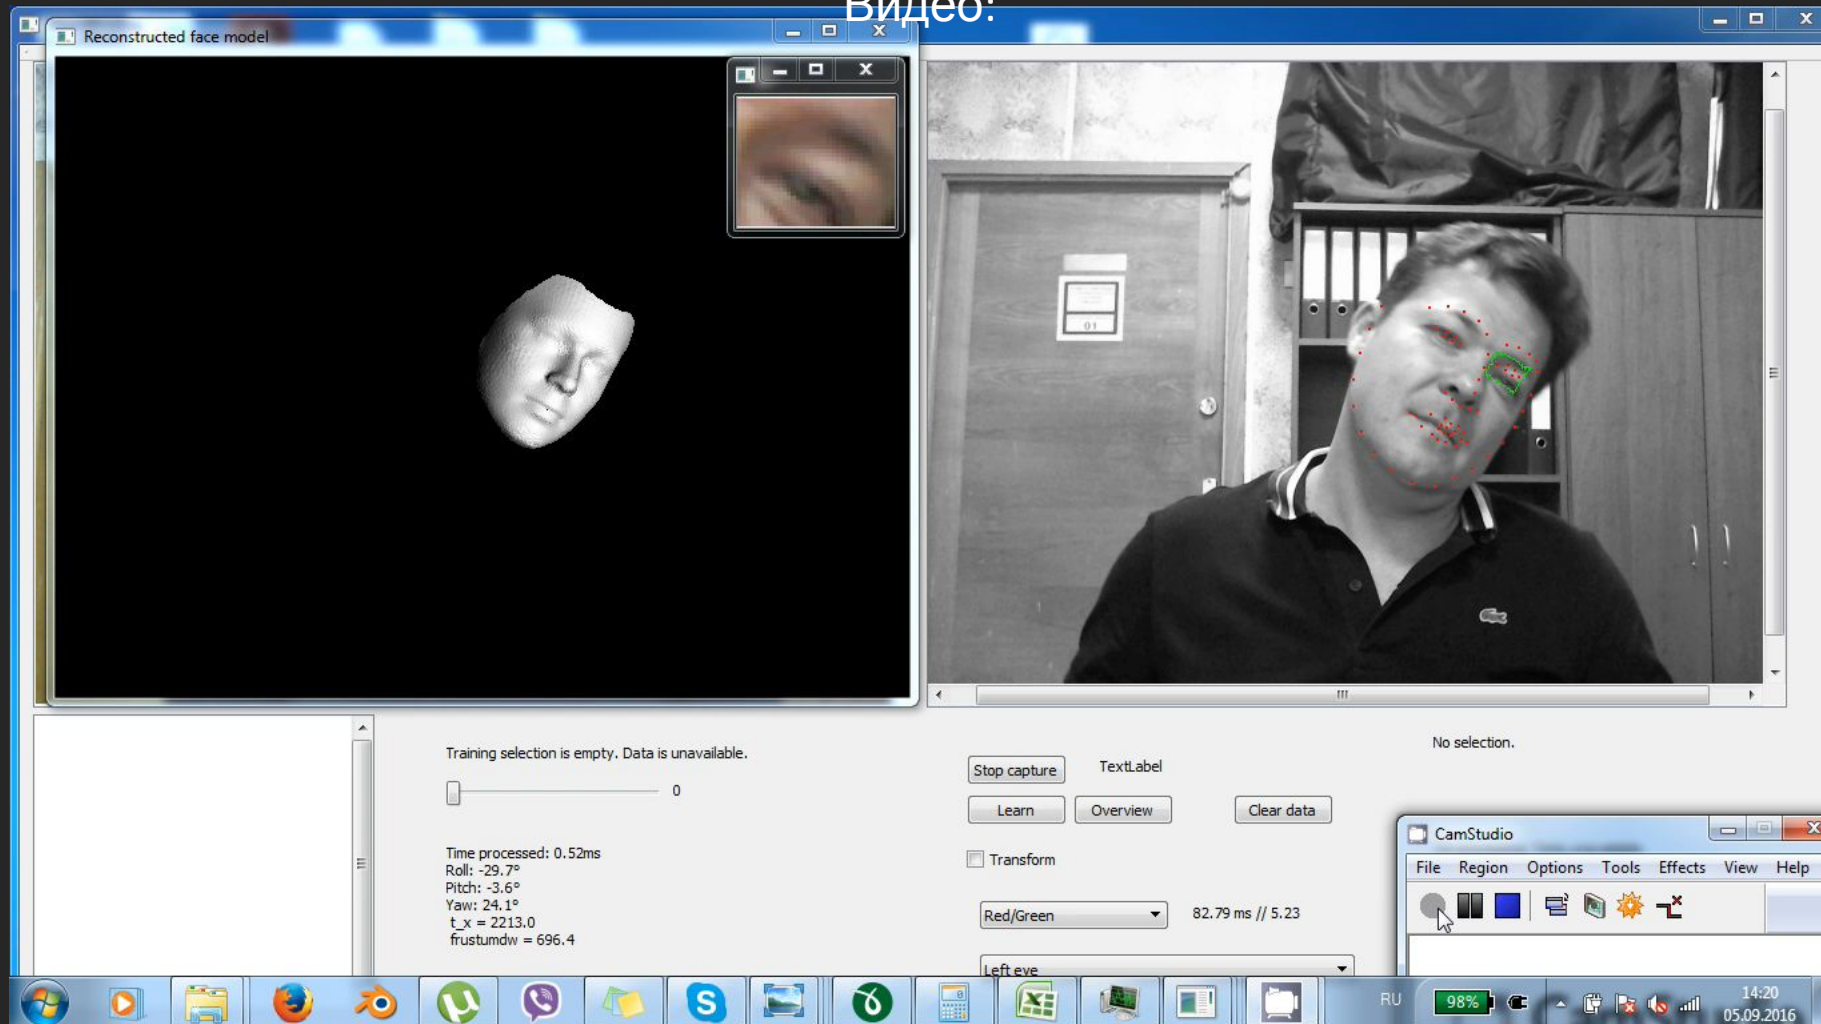 Видео:
Reconstructed face model
01
Training selection is empty. Data is unavailable.
0
Time processed: 0.52ms
Roll: -29.7°
Pitch: -3.6°
Yaw: 24.1°
t_x = 2213.0
frustumdw = 696.4
Stop capture
TextLabel
Learn
Overview
Clear data
Transform
Red/Green
82.79 ms // 5.23
Left eye
No selection.
CamStudio
File Region Options Tools Effects View Help
RU
98%
14:20
05.09.2016